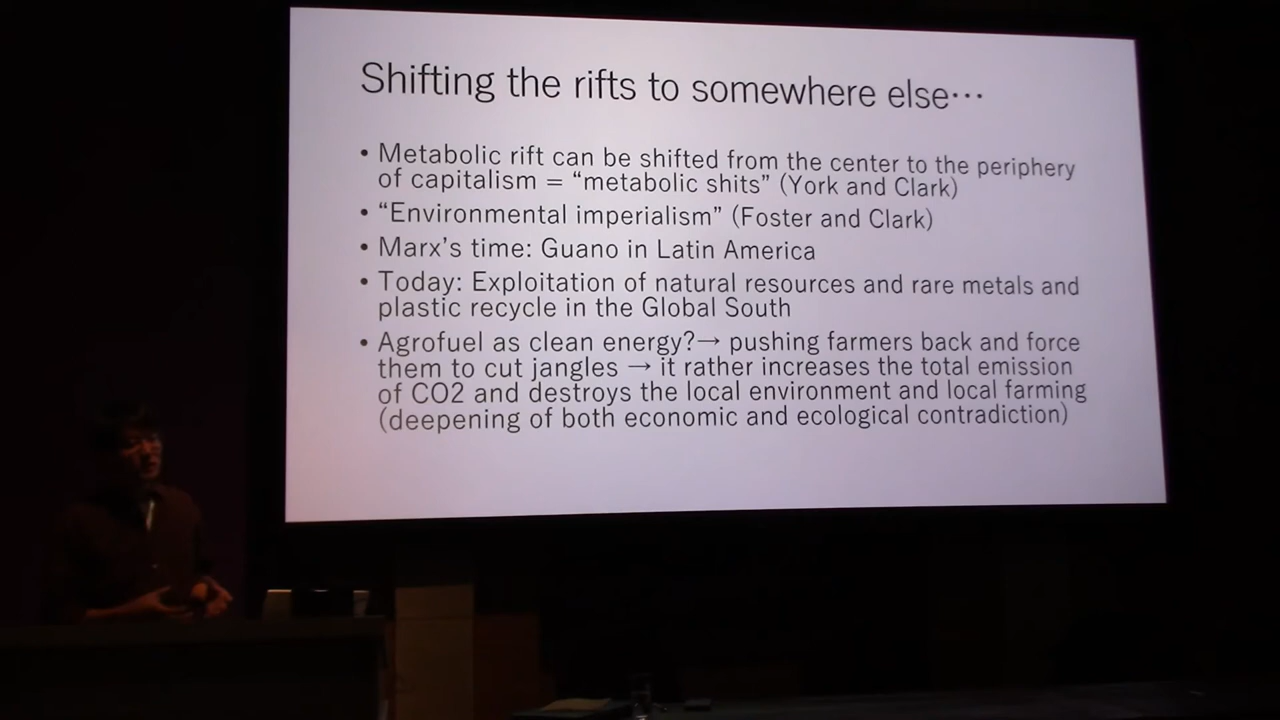 Shifting the rifts to somewhere else…
• Metabolic rift can be shifted from the center to the periphery
of capitalism = “metabolic shits” (York and Clark)
• “Environmental imperialism” (Foster and Clark)
• Marx’s time: Guano in Latin America
• Today: Exploitation of natural resources and rare metals and
plastic recycle in the Global South
• Agrofuel as clean energy?→ pushing farmers back and force
them to cut jangles → it rather increases the total emission
of CO2 and destroys the local environment and local farming
(deepening of both economic and ecological contradiction)